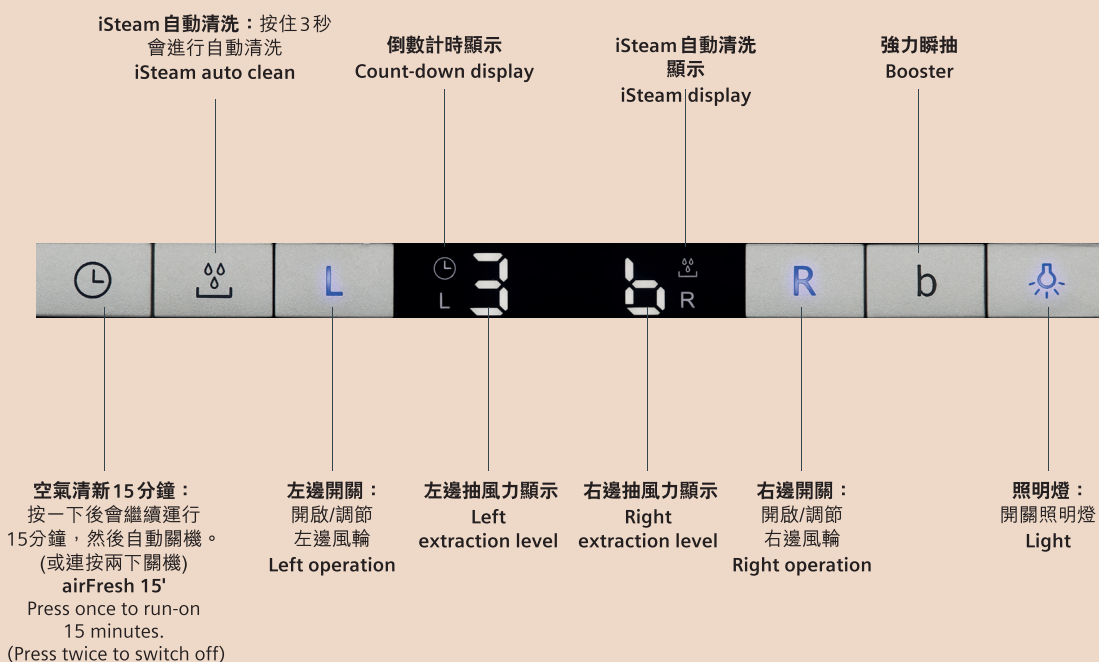 iSteam自動清洗：按住3秒
會進行自動清洗
iSteam auto clean
倒數計時顯示
Count-down display
iSteam自動清洗
顯示
iSteam display
強力瞬抽
Booster
L
L
3
b
R
R
b
空氣清新15分鐘：
按一下後會繼續運行
15分鐘，然後自動關機。
(或連按兩下關機)
airFresh 15'
Press once to run-on
15 minutes.
(Press twice to switch off)
左邊開關：
開啟/調節
左邊風輪
Left operation
左邊抽風力顯示
Left
extraction level
右邊抽風力顯示
Right
extraction level
右邊開關：
開啟/調節
右邊風輪
Right operation
照明燈：
開關照明燈
Light